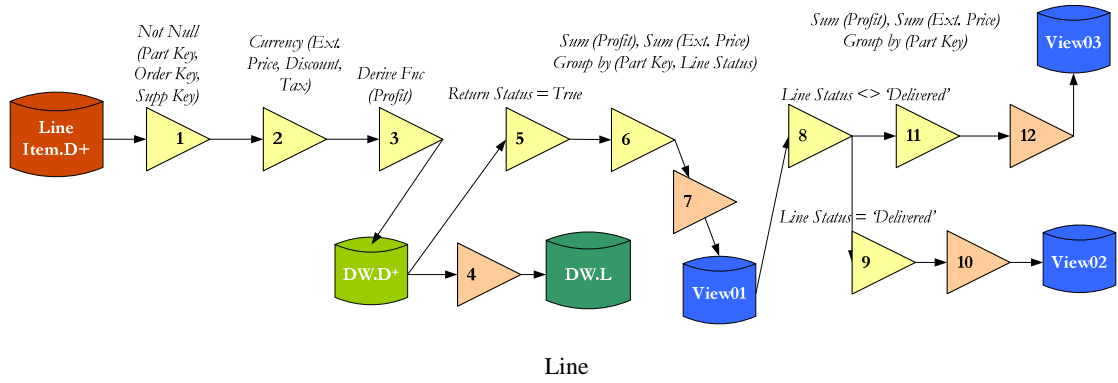 Not Null
(Part Key,
Order Key,
Supp Key)
Currency (Ext.
Price, Discount,
Tax)
Derive Fnc
(Profit)
Sum (Profit), Sum (Ext. Price)
Group by (Part Key, Line Status)
Return Status = True
Sum (Profit), Sum (Ext. Price)
Group by (Part Key)
Line Status <> 'Delivered'
Line Status = 'Delivered'
Line
Item.D+
1
2
3
5
6
7
8
11
12
View03
DW.D+
4
DW.L
View01
9
10
View02
Line